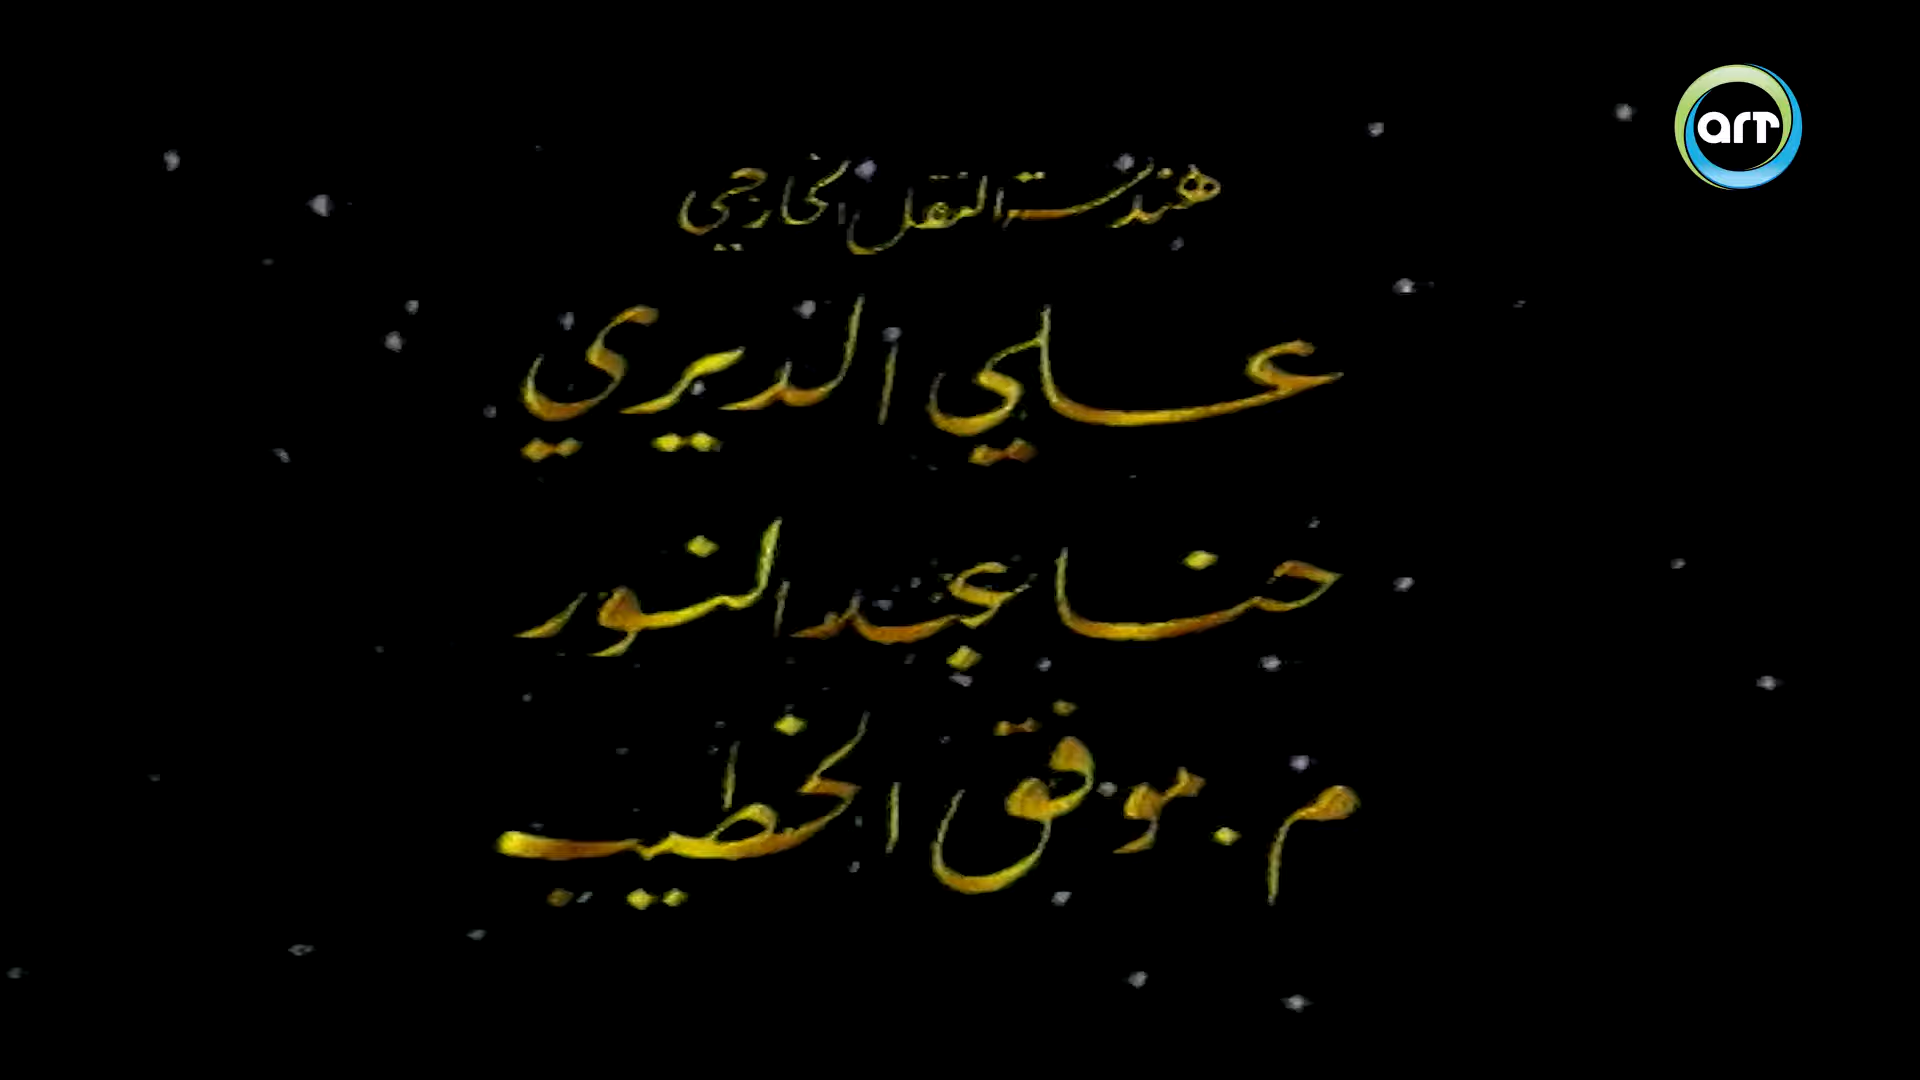 art
هندسة النقل الخارجي
علي الديري
حنا عبد النور
م. موفق الخطيب